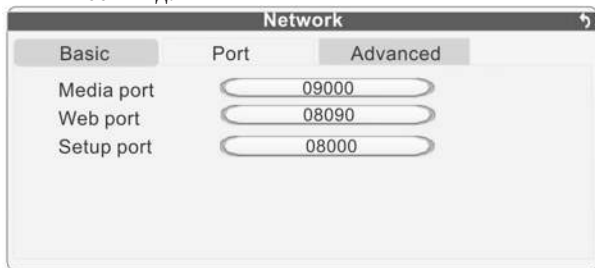 Network
Basic Port Advanced
Media port 09000
Web port 08090
Setup port 08000